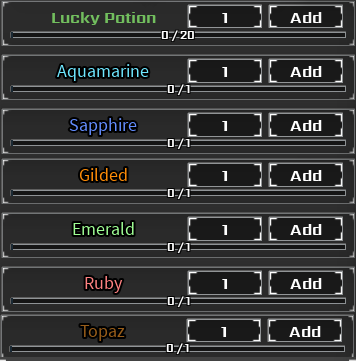 Lucky Potion 1 Add
0/20
Aquamarine 1 Add
0/1
Sapphire 1 Add
0/1
Gilded 1 Add
0/1
Emerald 1 Add
0/1
Ruby 1 Add
0/1
Topaz 1 Add
0/1